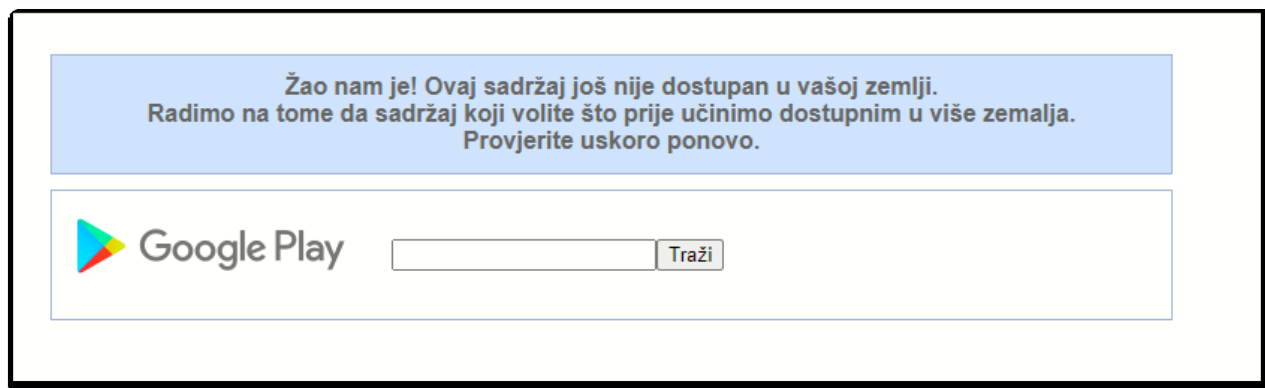 Žao nam je! Ovaj sadržaj još nije dostupan u vašoj zemlji.
Radimo na tome da sadržaj koji volite što prije učinimo dostupnim u više zemalja.
Provjerite uskoro ponovo.
Google Play
Traži